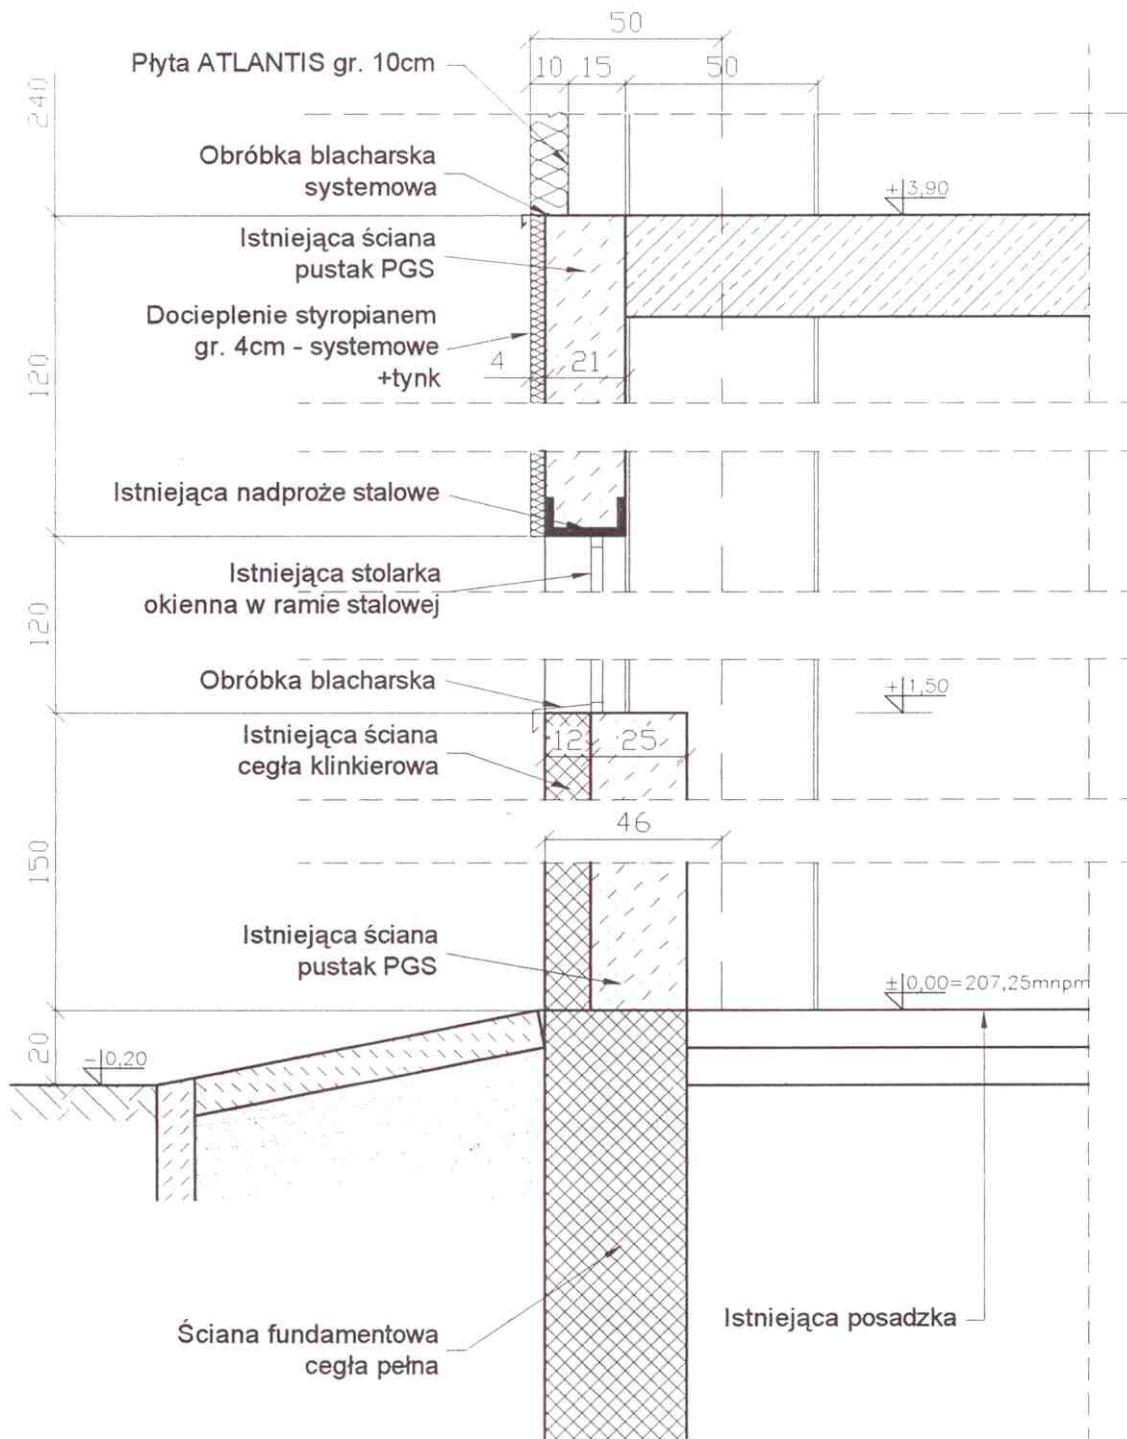 50
Płyta ATLANTIS gr. 10cm
10 15 50
240
Obróbka blacharska
systemowa
+3,90
Istniejąca ściana
pustak PGS
Docieplenie styropianem
gr. 4cm - systemowe
+tynk
4 21
120
Istniejąca nadproże stalowe
Istniejąca stolarka
okienna w ramie stalowej
120
Obróbka blacharska
+1,50
Istniejąca ściana
cegła klinkierowa
12 25
46
150
Istniejąca ściana
pustak PGS
±0,00=207,25mnpm
20
-0,20
Istniejąca posadzka
Ściana fundamentowa
cegła pełna